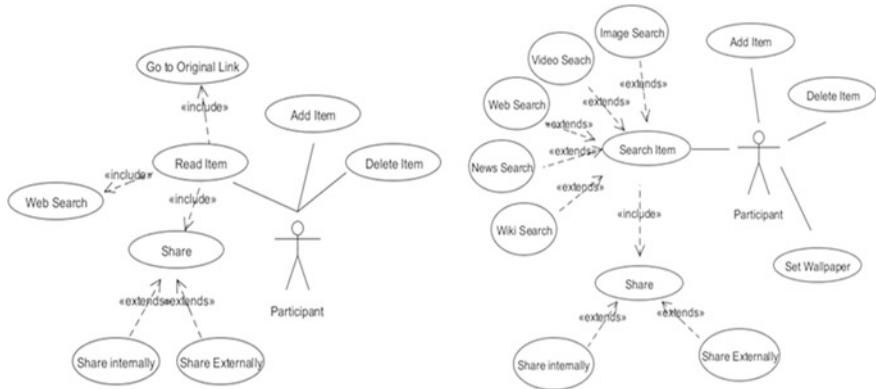 Go to Original Link
«include»
Add Item
Read Item
Delete Item
«include»
Web Search
«include»
Share
Participant
«extends»
«extends»
Share internally
Share Externally
Image Search
Video Seach
Add Item
Web Search
«extends»
«extends»
Delete Item
«extends»
News Search
«extends»
Search Item
«extends»
Wiki Search
Participant
«include»
Set Wallpaper
Share
«extends»
«extends»
Share internally
Share Externally